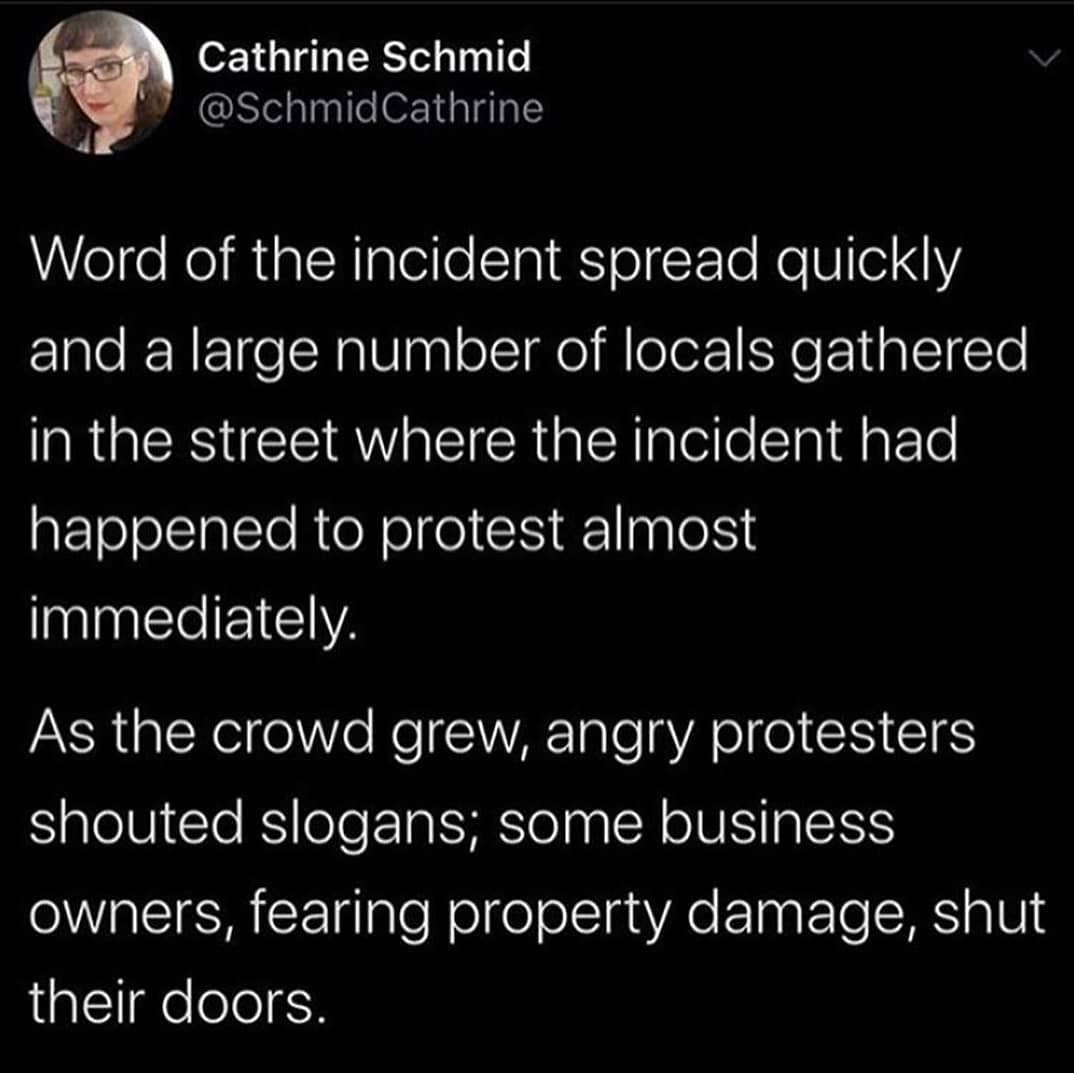 Cathrine Schmid
@SchmidCathrine
Word of the incident spread quickly
and a large number of locals gathered
in the street where the incident had
happened to protest almost
immediately.
As the crowd grew, angry protesters
shouted slogans; some business
owners, fearing property damage, shut
their doors.